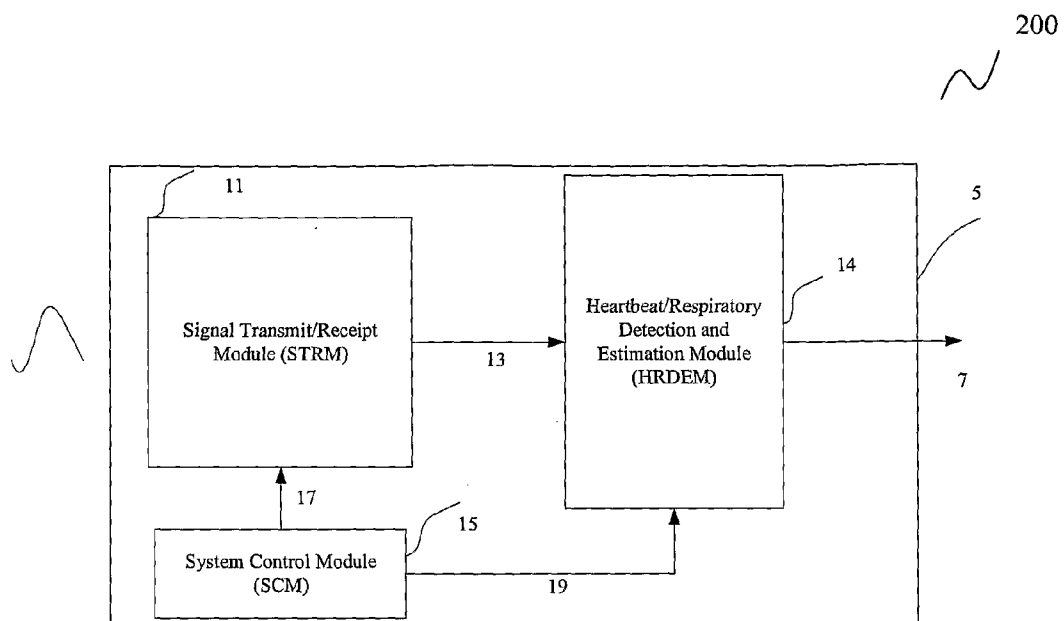 200
11
5
14
Signal Transmit/Receipt
Module (STRM)
13
Heartbeat/Respiratory
Detection and
Estimation Module
(HRDEM)
7
17
15
System Control Module
(SCM)
19